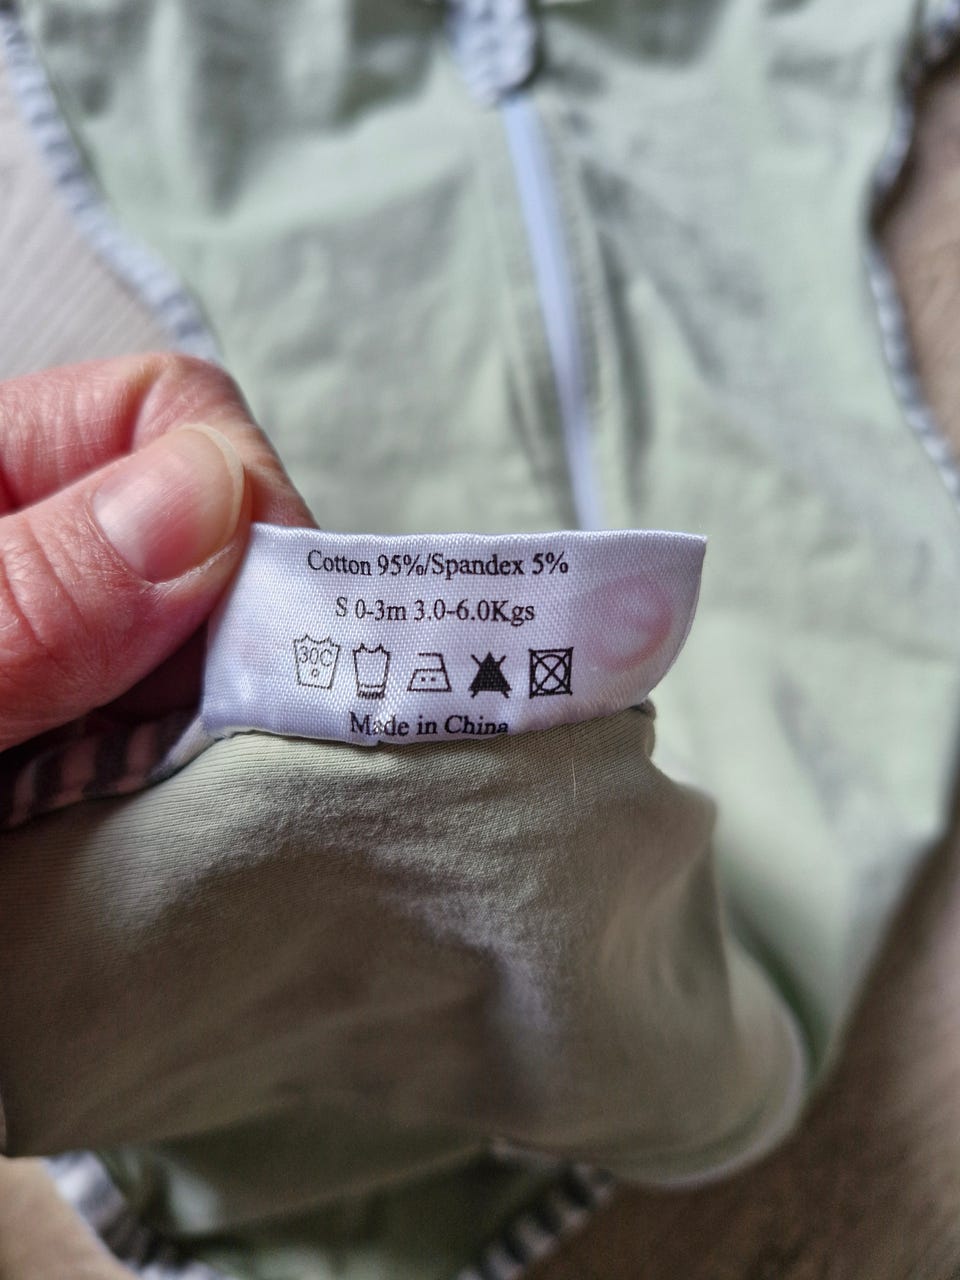 Cotton 95%/Spandex 5%
S 0-3m 3.0-6.0Kgs
30C
Made in China